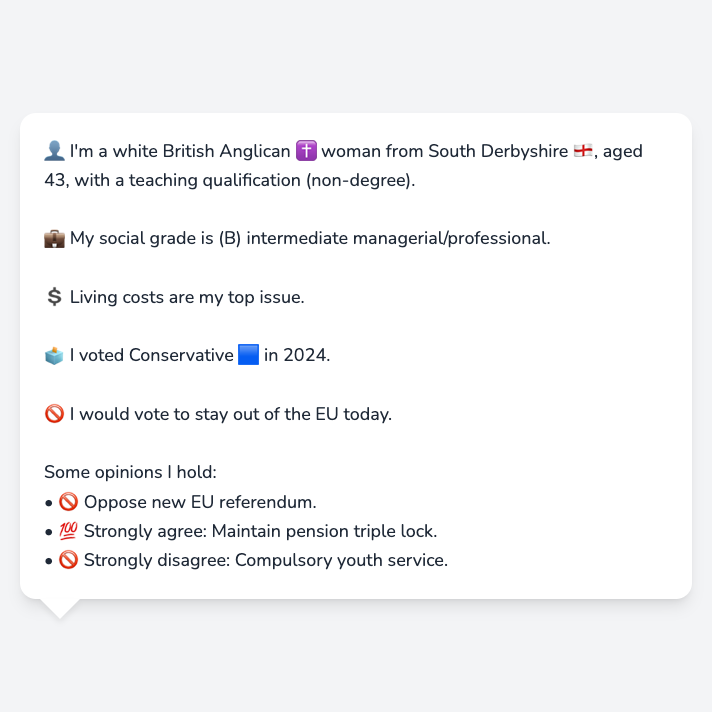 👤 I'm a white British Anglican ✝️ woman from South Derbyshire 🏴󠁧󠁢󠁥󠁮󠁧󠁿, aged
43, with a teaching qualification (non-degree).
💼 My social grade is (B) intermediate managerial/professional.
💲 Living costs are my top issue.
🗳️ I voted Conservative 🟦 in 2024.
🚫 I would vote to stay out of the EU today.
Some opinions I hold:
• 🚫 Oppose new EU referendum.
• 💯 Strongly agree: Maintain pension triple lock.
• 🚫 Strongly disagree: Compulsory youth service.